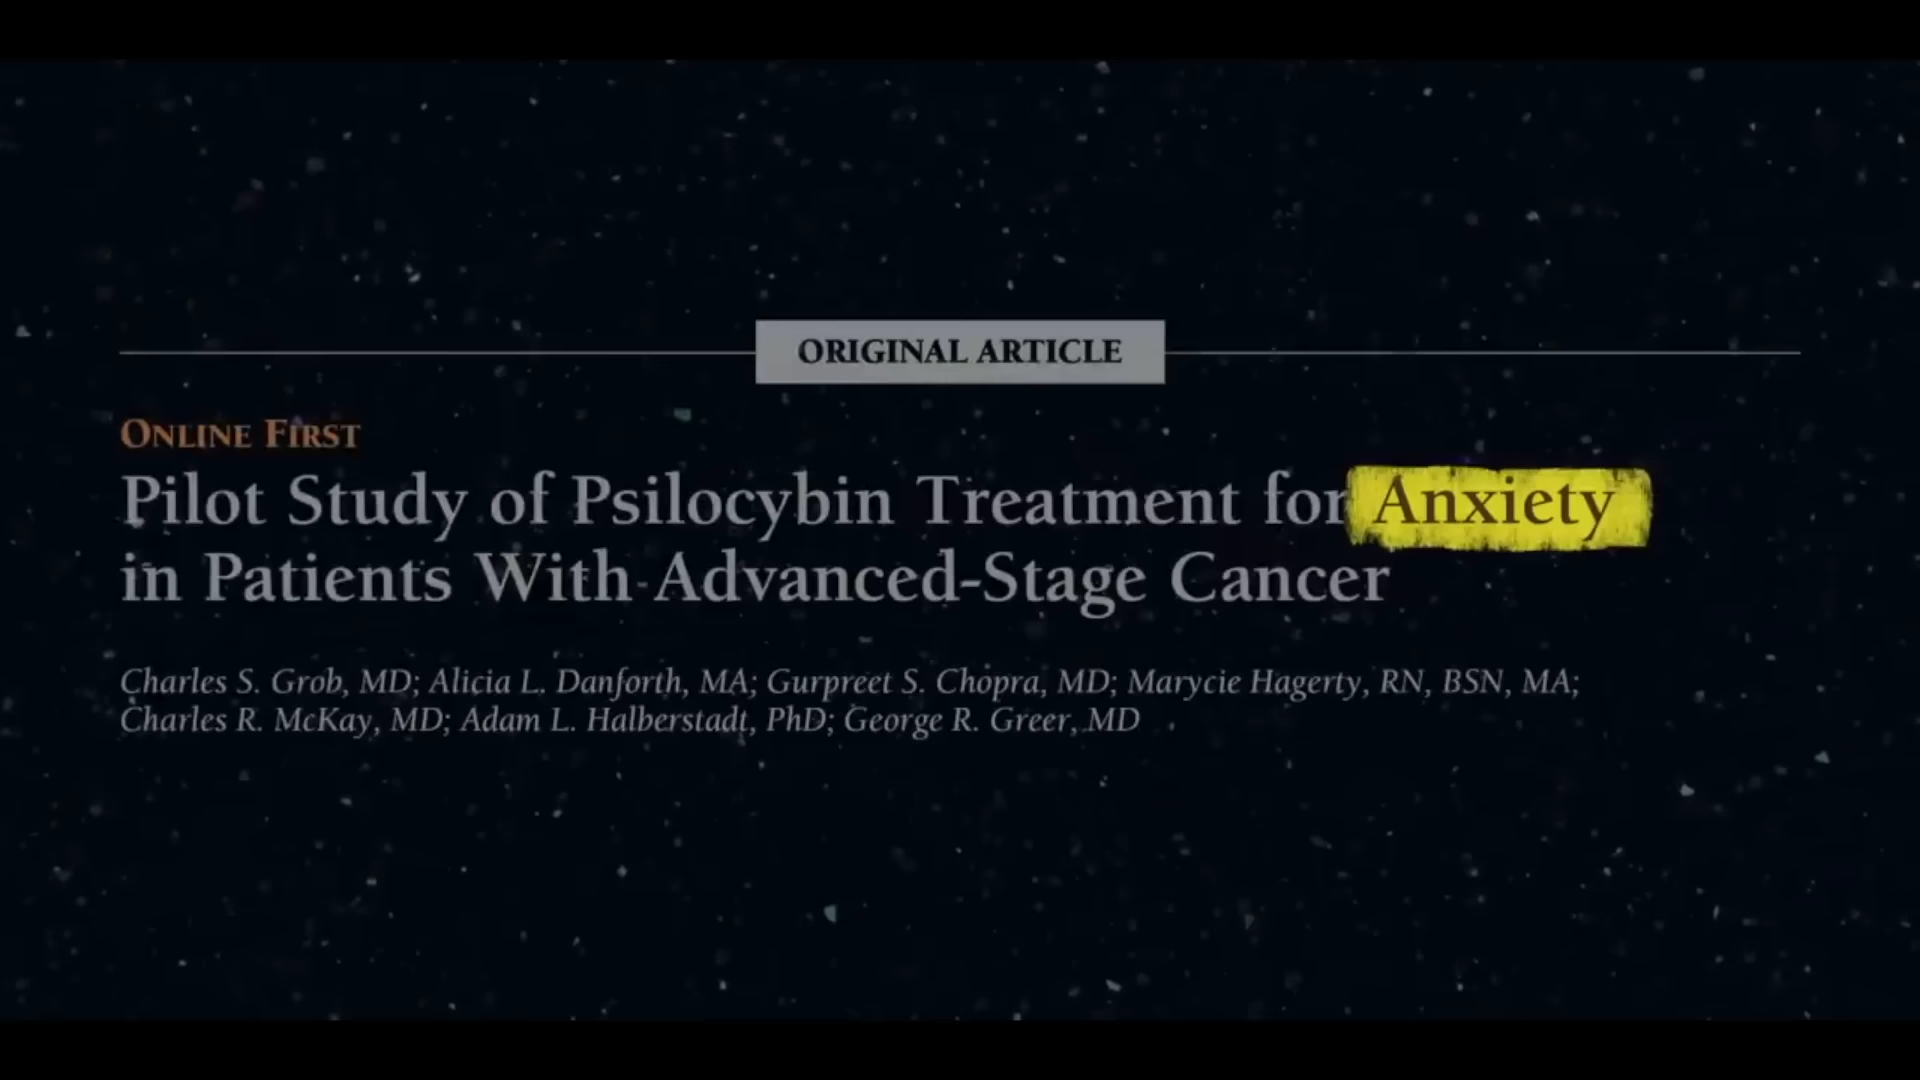 ORIGINAL ARTICLE
ONLINE FIRST
Pilot Study of Psilocybin Treatment for Anxiety
in Patients With Advanced-Stage Cancer
Charles S. Grob, MD; Alicia L. Danforth, MA; Gurpreet S. Chopra, MD; Marycie Hagerty, RN, BSN, MA;
Charles R. McKay, MD; Adam L. Halberstadt, PhD; George R. Greer, MD